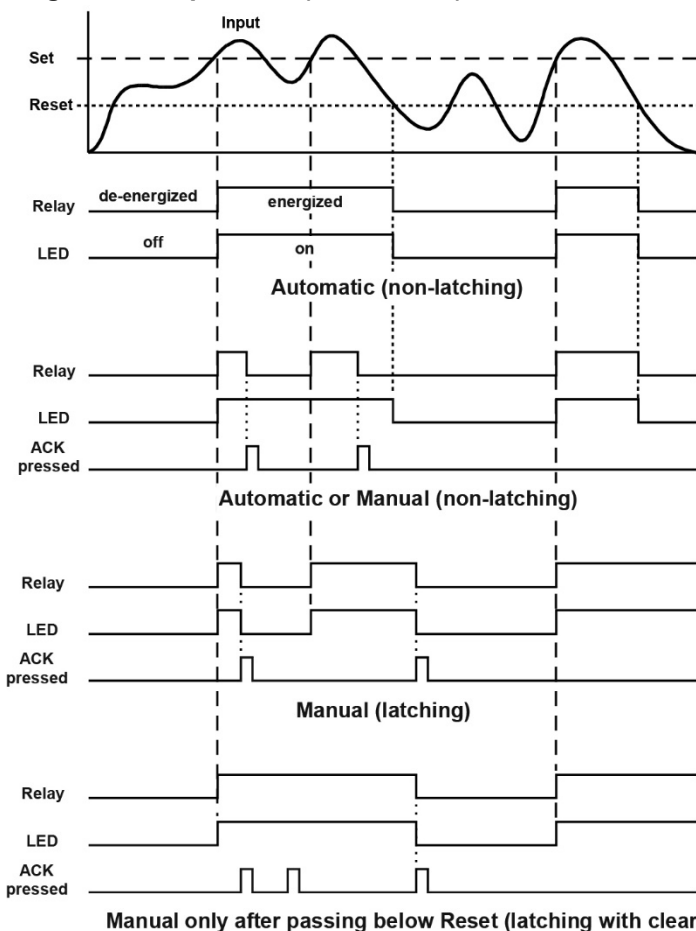 Input
Set
Reset
Relay de-energized energized
LED off on
Automatic (non-latching)
Relay
LED
ACK
pressed
Automatic or Manual (non-latching)
Relay
LED
ACK
pressed
Manual (latching)
Relay
LED
ACK
pressed
Manual only after passing below Reset (latching with clear